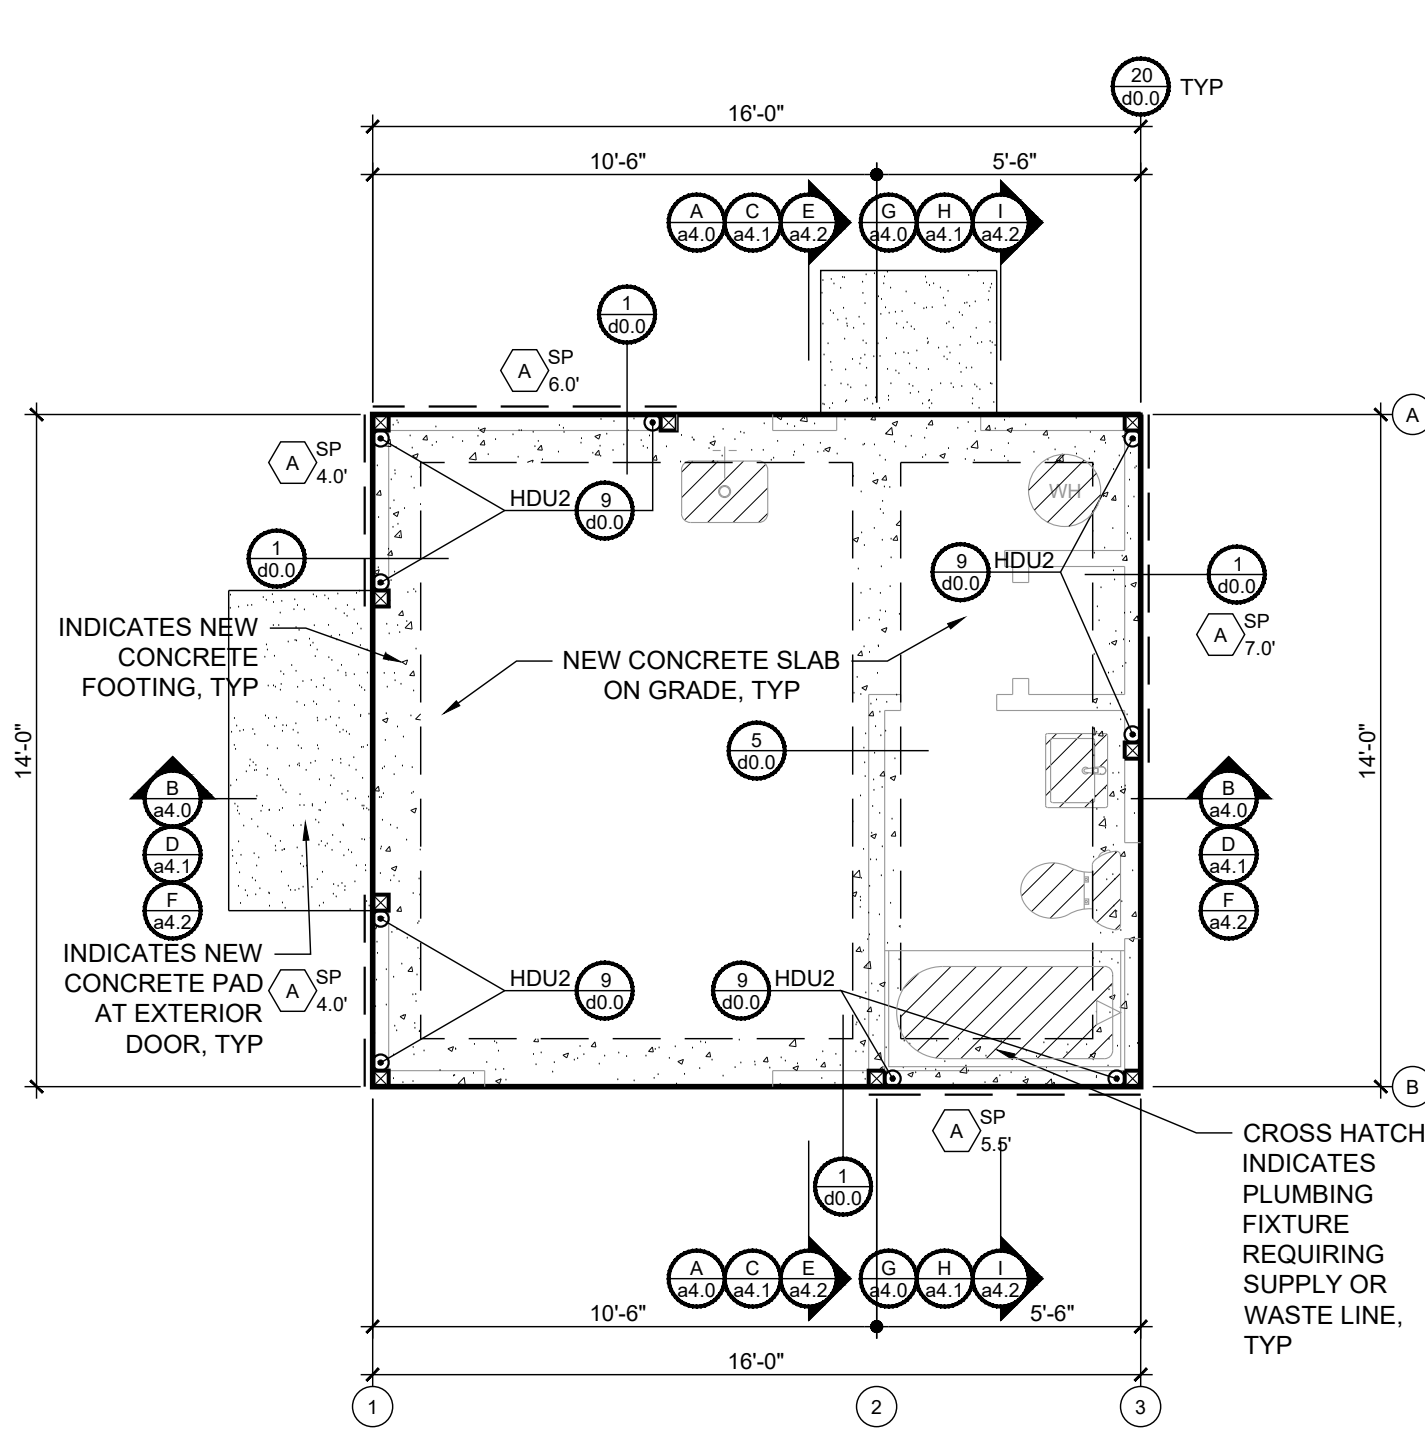 20
d0.0
TYP
16'-0"
10'-6"
5'-6"
A
a4.0
C
a4.1
E
a4.2
G
a4.0
H
a4.1
I
a4.2
1
d0.0
A
SP
6.0'
A
A
SP
4.0'
WH
HDU2
9
d0.0
1
d0.0
9
d0.0
HDU2
1
d0.0
INDICATES NEW
CONCRETE
FOOTING, TYP
A
SP
7.0'
NEW CONCRETE SLAB
ON GRADE, TYP
14'-0"
5
d0.0
14'-0"
B
a4.0
D
a4.1
F
a4.2
B
a4.0
D
a4.1
F
a4.2
INDICATES NEW
CONCRETE PAD
AT EXTERIOR
DOOR, TYP
A
SP
4.0'
HDU2
9
d0.0
9
d0.0
HDU2
B
A
SP
5.5'
CROSS HATCH
INDICATES
PLUMBING
FIXTURE
REQUIRING
SUPPLY OR
WASTE LINE,
TYP
1
d0.0
A
a4.0
C
a4.1
E
a4.2
G
a4.0
H
a4.1
I
a4.2
10'-6"
5'-6"
16'-0"
1
2
3